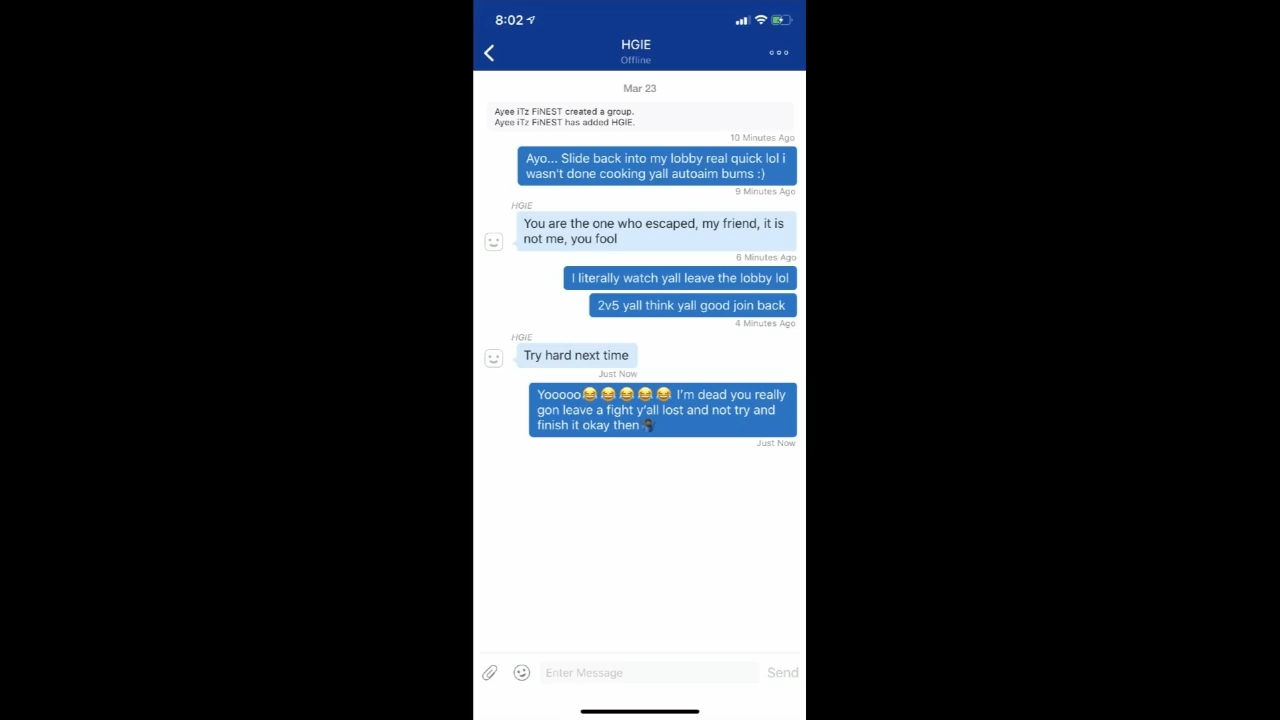 8:02
HGIE
Offline
Mar 23
Ayee iTz FiNEST created a group.
Ayee iTz FiNEST has added HGIE.
10 Minutes Ago
Ayo... Slide back into my lobby real quick lol i
wasn't done cooking yall autoaim bums :)
9 Minutes Ago
HGIE
You are the one who escaped, my friend, it is
not me, you fool
6 Minutes Ago
I literally watch yall leave the lobby lol
2v5 yall think yall good join back
4 Minutes Ago
HGIE
Try hard next time
Just Now
Yooooo😂😂😂😂😂 I'm dead you really
gon leave a fight y'all lost and not try and
finish it okay then
Just Now
Enter Message
Send